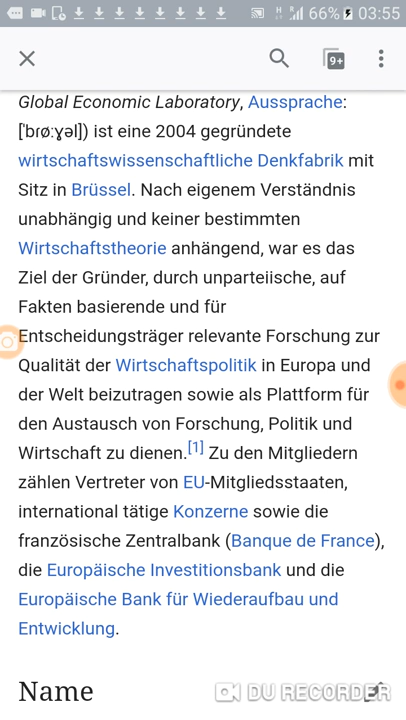 66% 03:55
9+
Global Economic Laboratory, Aussprache:
[ˈbrøːɣəl]) ist eine 2004 gegründete
wirtschaftswissenschaftliche Denkfabrik mit
Sitz in Brüssel. Nach eigenem Verständnis
unabhängig und keiner bestimmten
Wirtschaftstheorie anhängend, war es das
Ziel der Gründer, durch unparteiische, auf
Fakten basierende und für
Entscheidungsträger relevante Forschung zur
Qualität der Wirtschaftspolitik in Europa und
der Welt beizutragen sowie als Plattform für
den Austausch von Forschung, Politik und
Wirtschaft zu dienen.[1] Zu den Mitgliedern
zählen Vertreter von EU-Mitgliedsstaaten,
international tätige Konzerne sowie die
französische Zentralbank (Banque de France),
die Europäische Investitionsbank und die
Europäische Bank für Wiederaufbau und
Entwicklung.
Name
DU RECORDER